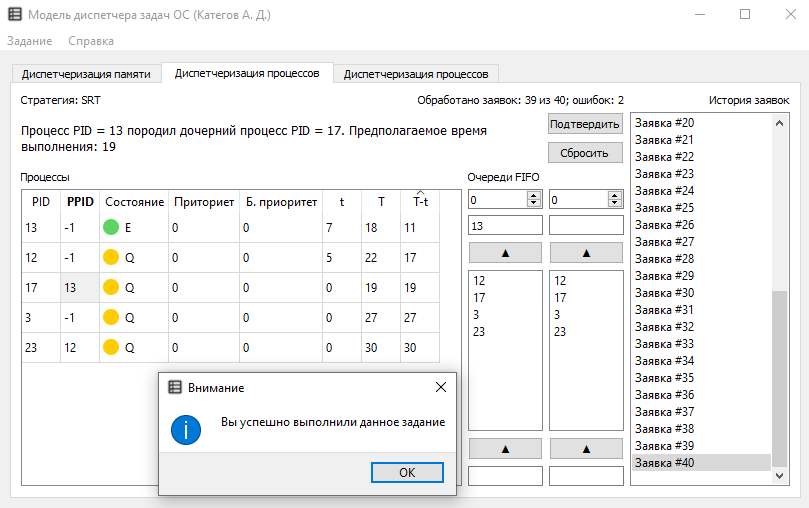 Модель диспетчера задач ОС (Категов А. Д.)
Задание Справка
Диспетчеризация памяти Диспетчеризация процессов Диспетчеризация процессов
Стратегия: SRT Обработано заявок: 39 из 40; ошибок: 2 История заявок
Процесс PID = 13 породил дочерний процесс PID = 17. Предполагаемое время
выполнения: 19
Подтвердить
Сбросить
Процессы
PID PPID Состояние Приторитет Б. приоритет t T T-t
13 -1 E 0 0 7 18 11
12 -1 Q 0 0 5 22 17
17 13 Q 0 0 0 19 19
3 -1 Q 0 0 0 27 27
23 12 Q 0 0 0 30 30
Очереди FIFO
0 0
13
▲ ▲
12 12
17 17
3 3
23 23
▲ ▲
Заявка #20
Заявка #21
Заявка #22
Заявка #23
Заявка #24
Заявка #25
Заявка #26
Заявка #27
Заявка #28
Заявка #29
Заявка #30
Заявка #31
Заявка #32
Заявка #33
Заявка #34
Заявка #35
Заявка #36
Заявка #37
Заявка #38
Заявка #39
Заявка #40
Внимание
Вы успешно выполнили данное задание
OK